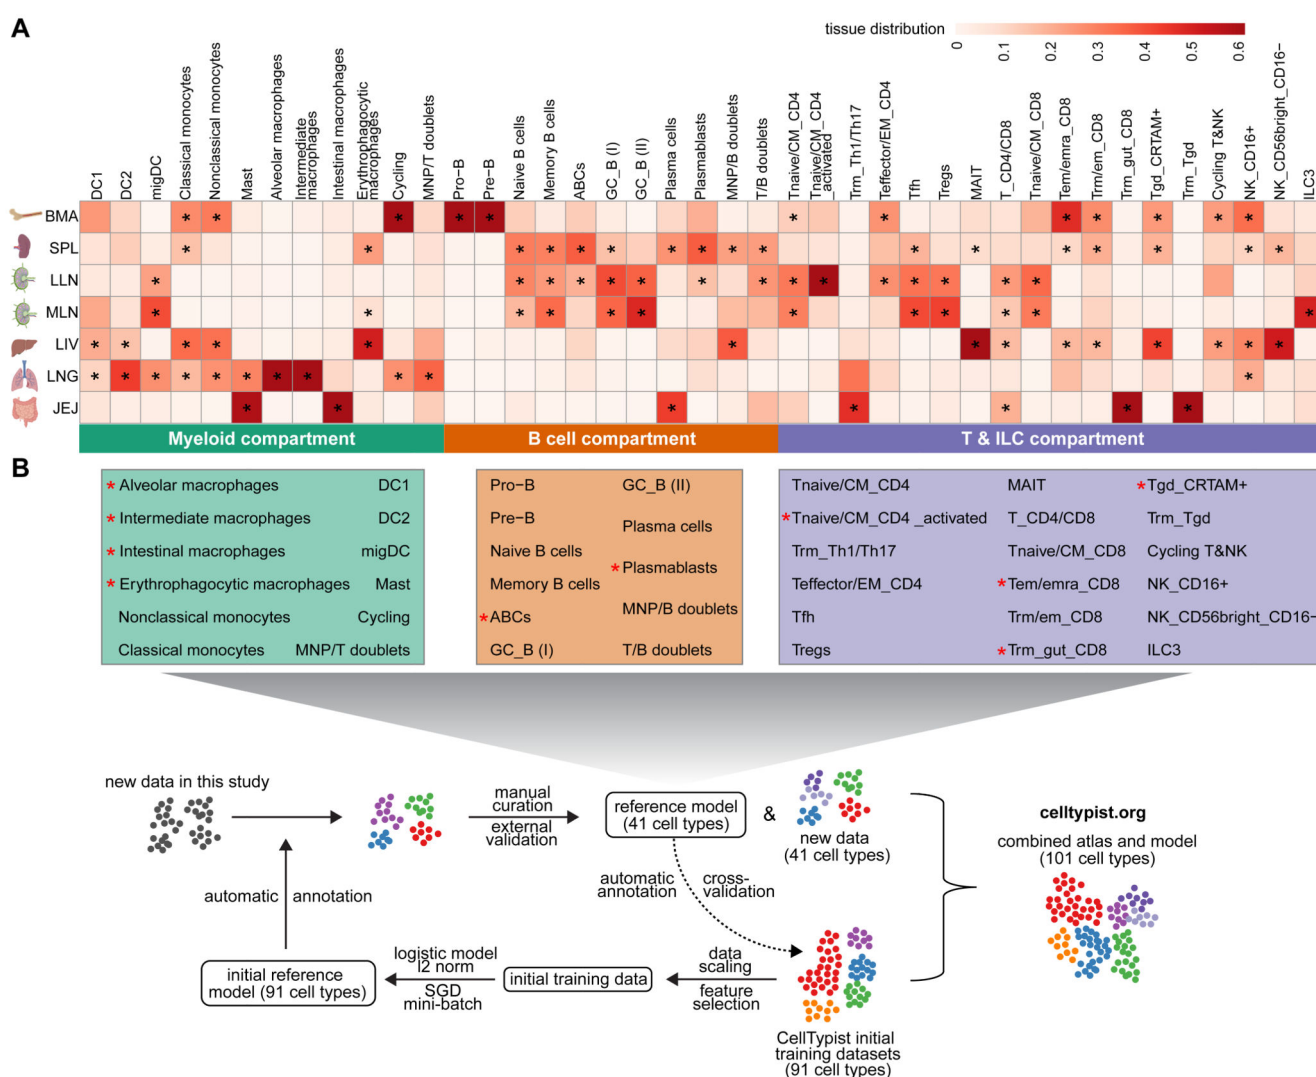 A
tissue distribution
0
0.1
0.2
0.3
0.4
0.5
0.6
DC1
DC2
migDC
Classical monocytes
Nonclassical monocytes
Mast
Alveolar macrophages
Intermediate
macrophages
Intestinal macrophages
Erythrophagocytic
macrophages
Cycling
MNP/T doublets
Pro−B
Pre−B
Naive B cells
Memory B cells
ABCs
GC_B (I)
GC_B (II)
Plasma cells
Plasmablasts
MNP/B doublets
T/B doublets
Tnaive/CM_CD4
Tnaive/CM_CD4
_activated
Trm_Th1/Th17
Teffector/EM_CD4
Tfh
Tregs
MAIT
T_CD4/CD8
Tnaive/CM_CD8
Tem/emra_CD8
Trm/em_CD8
Trm_gut_CD8
Tgd_CRTAM+
Trm_Tgd
Cycling T&NK
NK_CD16+
NK_CD56bright_CD16−
ILC3
BMA
SPL
LLN
MLN
LIV
LNG
JEJ
Myeloid compartment
B cell compartment
T & ILC compartment
B
* Alveolar macrophages
* Intermediate macrophages
* Intestinal macrophages
* Erythrophagocytic macrophages
Nonclassical monocytes
Classical monocytes
DC1
DC2
migDC
Mast
Cycling
MNP/T doublets
Pro−B
Pre−B
Naive B cells
Memory B cells
* ABCs
GC_B (I)
GC_B (II)
Plasma cells
* Plasmablasts
MNP/B doublets
T/B doublets
Tnaive/CM_CD4
* Tnaive/CM_CD4 _activated
Trm_Th1/Th17
Teffector/EM_CD4
Tfh
Tregs
MAIT
T_CD4/CD8
Tnaive/CM_CD8
* Tem/emra_CD8
Trm/em_CD8
* Trm_gut_CD8
* Tgd_CRTAM+
Trm_Tgd
Cycling T&NK
NK_CD16+
NK_CD56bright_CD16−
ILC3
new data in this study
manual
curation
external
validation
reference model
(41 cell types)
&
new data
(41 cell types)
celltypist.org
combined atlas and model
(101 cell types)
automatic annotation
automatic
annotation
cross-
validation
initial reference
model (91 cell types)
logistic model
l2 norm
SGD
mini-batch
initial training data
data
scaling
feature
selection
CellTypist initial
training datasets
(91 cell types)